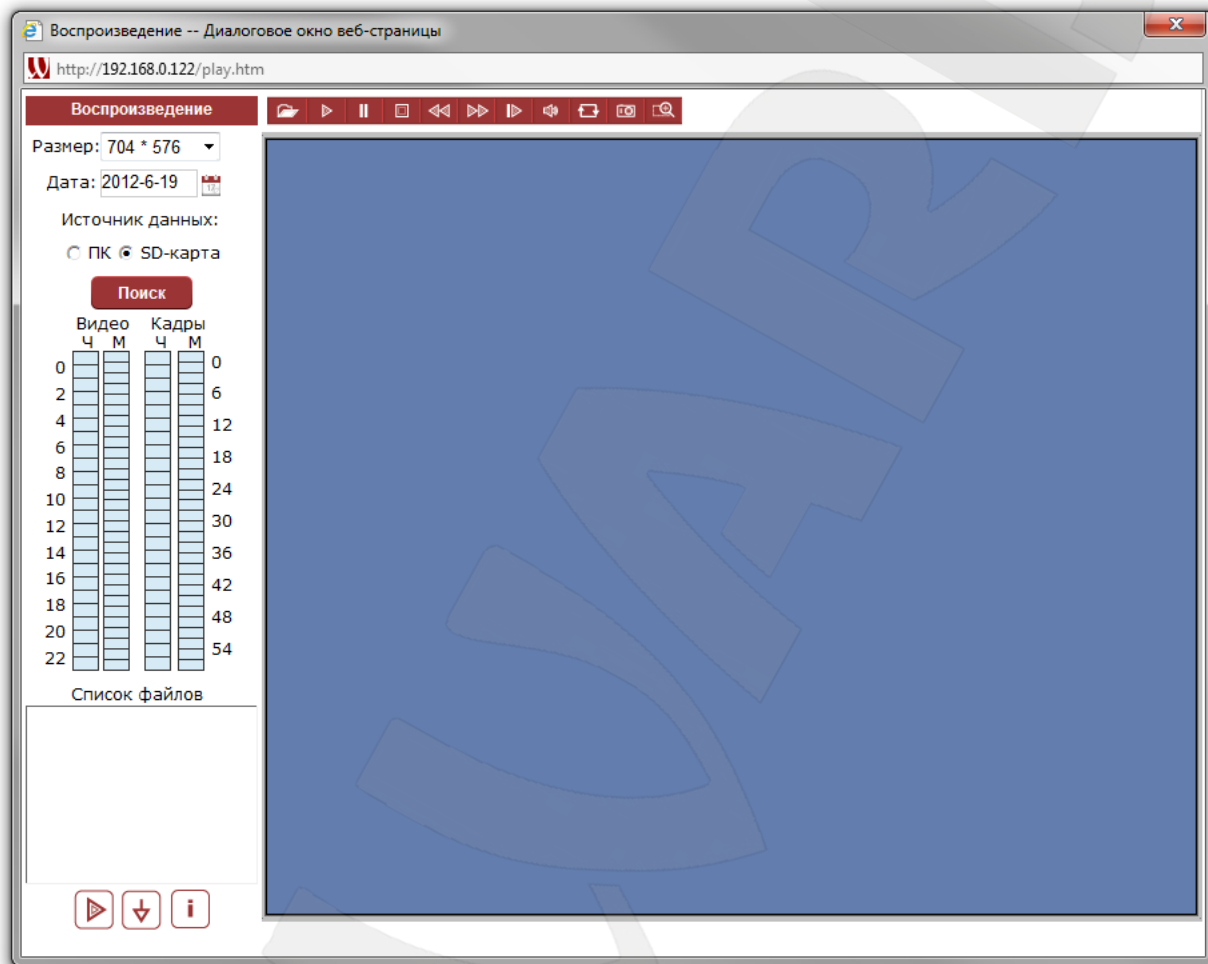 Воспроизведение -- Диалоговое окно веб-страницы
http://192.168.0.122/play.htm
Воспроизведение
Размер: 704 * 576
Дата: 2012-6-19
Источник данных:
ПК SD-карта
Поиск
Видео Кадры
Ч М Ч М
0 0
2 6
4 12
6 18
8 24
10 30
12 36
14 42
16 48
18 54
20
22
Список файлов
i